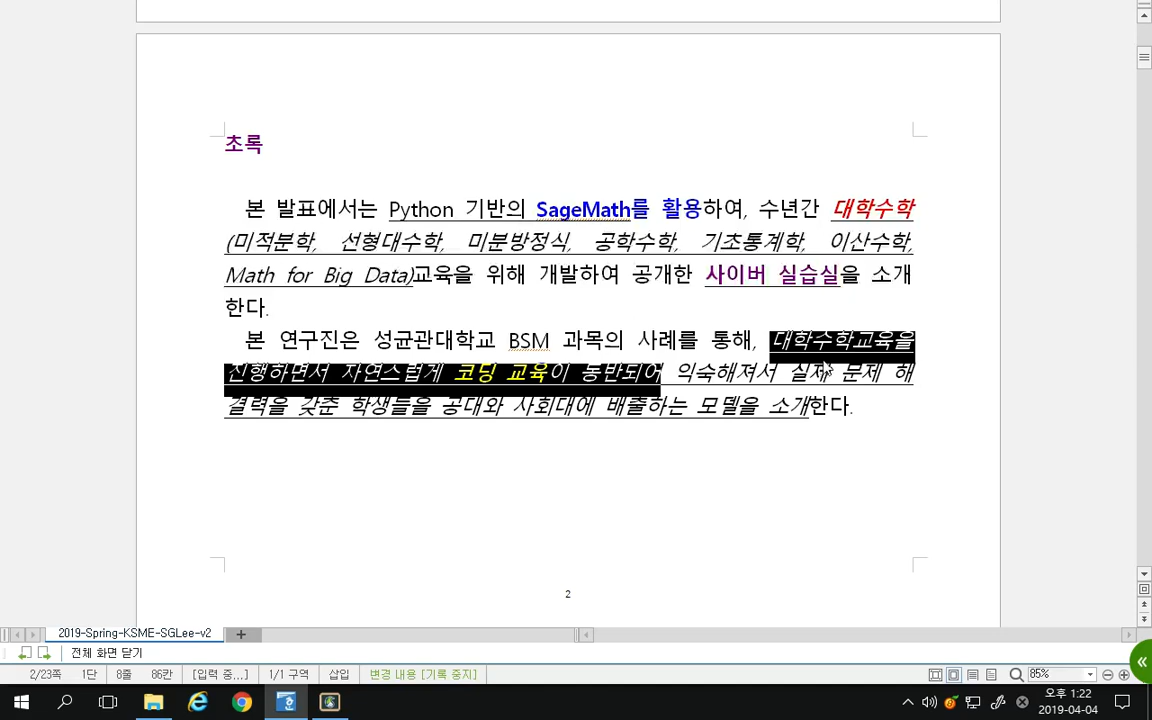 초록
본 발표에서는 Python 기반의 SageMath를 활용하여, 수년간 대학수학
(미적분학, 선형대수학, 미분방정식, 공학수학, 기초통계학, 이산수학,
Math for Big Data)교육을 위해 개발하여 공개한 사이버 실습실을 소개
한다.
본 연구진은 성균관대학교 BSM 과목의 사례를 통해, 대학수학교육을
진행하면서 자연스럽게 코딩 교육이 동반되어 익숙해져서 실제 문제 해
결력을 갖춘 학생들을 공대와 사회대에 배출하는 모델을 소개한다.
2
2019-Spring-KSME-SGLee-v2
전체 화면 닫기
2/23쪽 1단 8줄 86칸 [입력 중...] 1/1 구역 삽입 변경 내용 [기록 중지] 85%
오후 1:22
2019-04-04